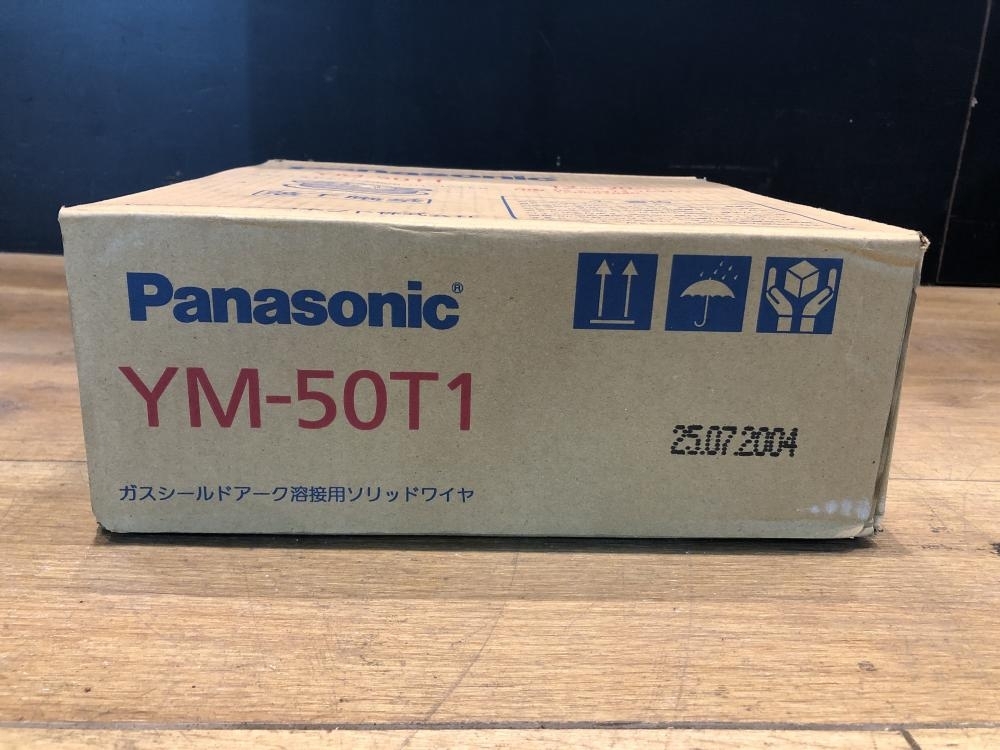 Panasonic
Panasonic®
YM-50T1
25.07.2004
ガスシールドアーク溶接用ソリッドワイヤ